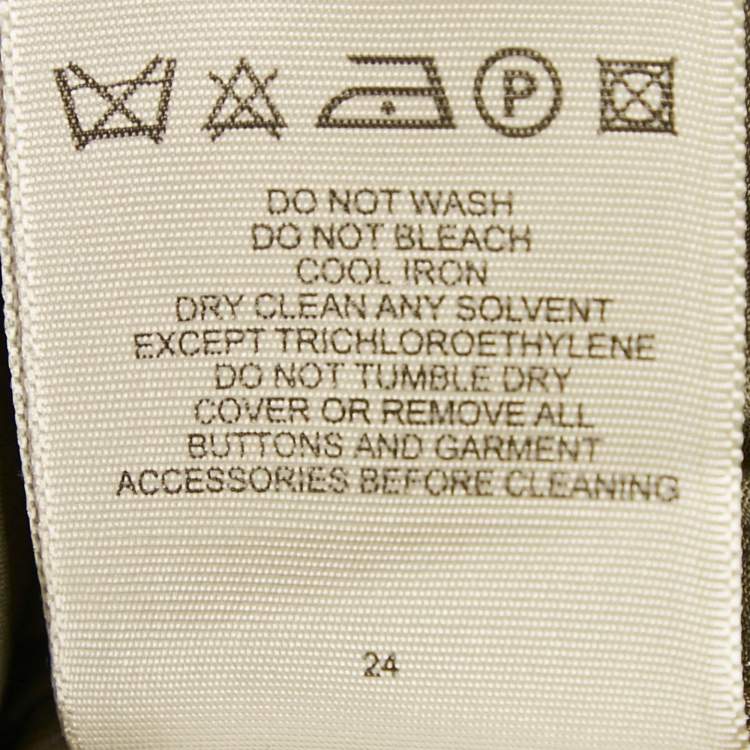 P
DO NOT WASH
DO NOT BLEACH
COOL IRON
DRY CLEAN ANY SOLVENT
EXCEPT TRICHLOROETHYLENE
DO NOT TUMBLE DRY
COVER OR REMOVE ALL
BUTTONS AND GARMENT
ACCESSORIES BEFORE CLEANING
24